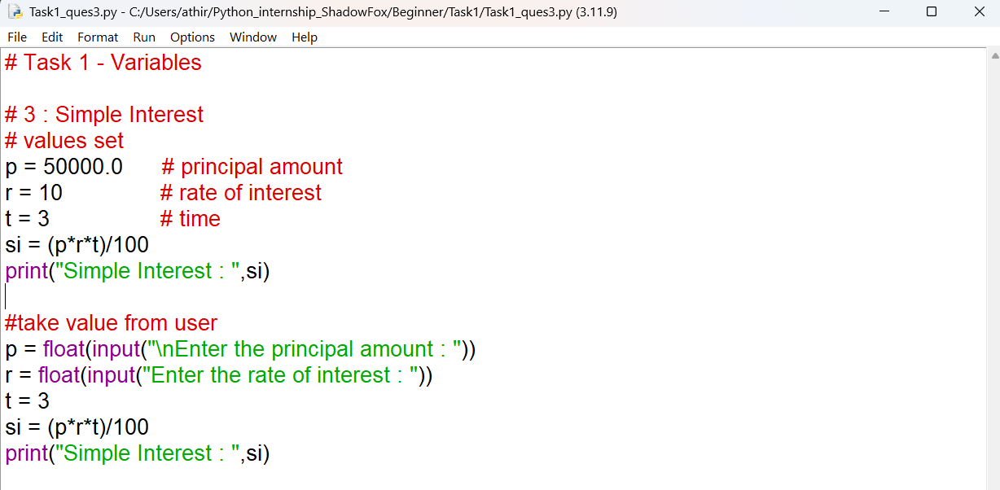 Task1_ques3.py - C:/Users/athir/Python_internship_ShadowFox/Beginner/Task1/Task1_ques3.py (3.11.9)
File Edit Format Run Options Window Help
# Task 1 - Variables
# 3 : Simple Interest
# values set
p = 50000.0 # principal amount
r = 10 # rate of interest
t = 3 # time
si = (p*r*t)/100
print("Simple Interest : ",si)
#take value from user
p = float(input("\nEnter the principal amount : "))
r = float(input("Enter the rate of interest : "))
t = 3
si = (p*r*t)/100
print("Simple Interest : ",si)